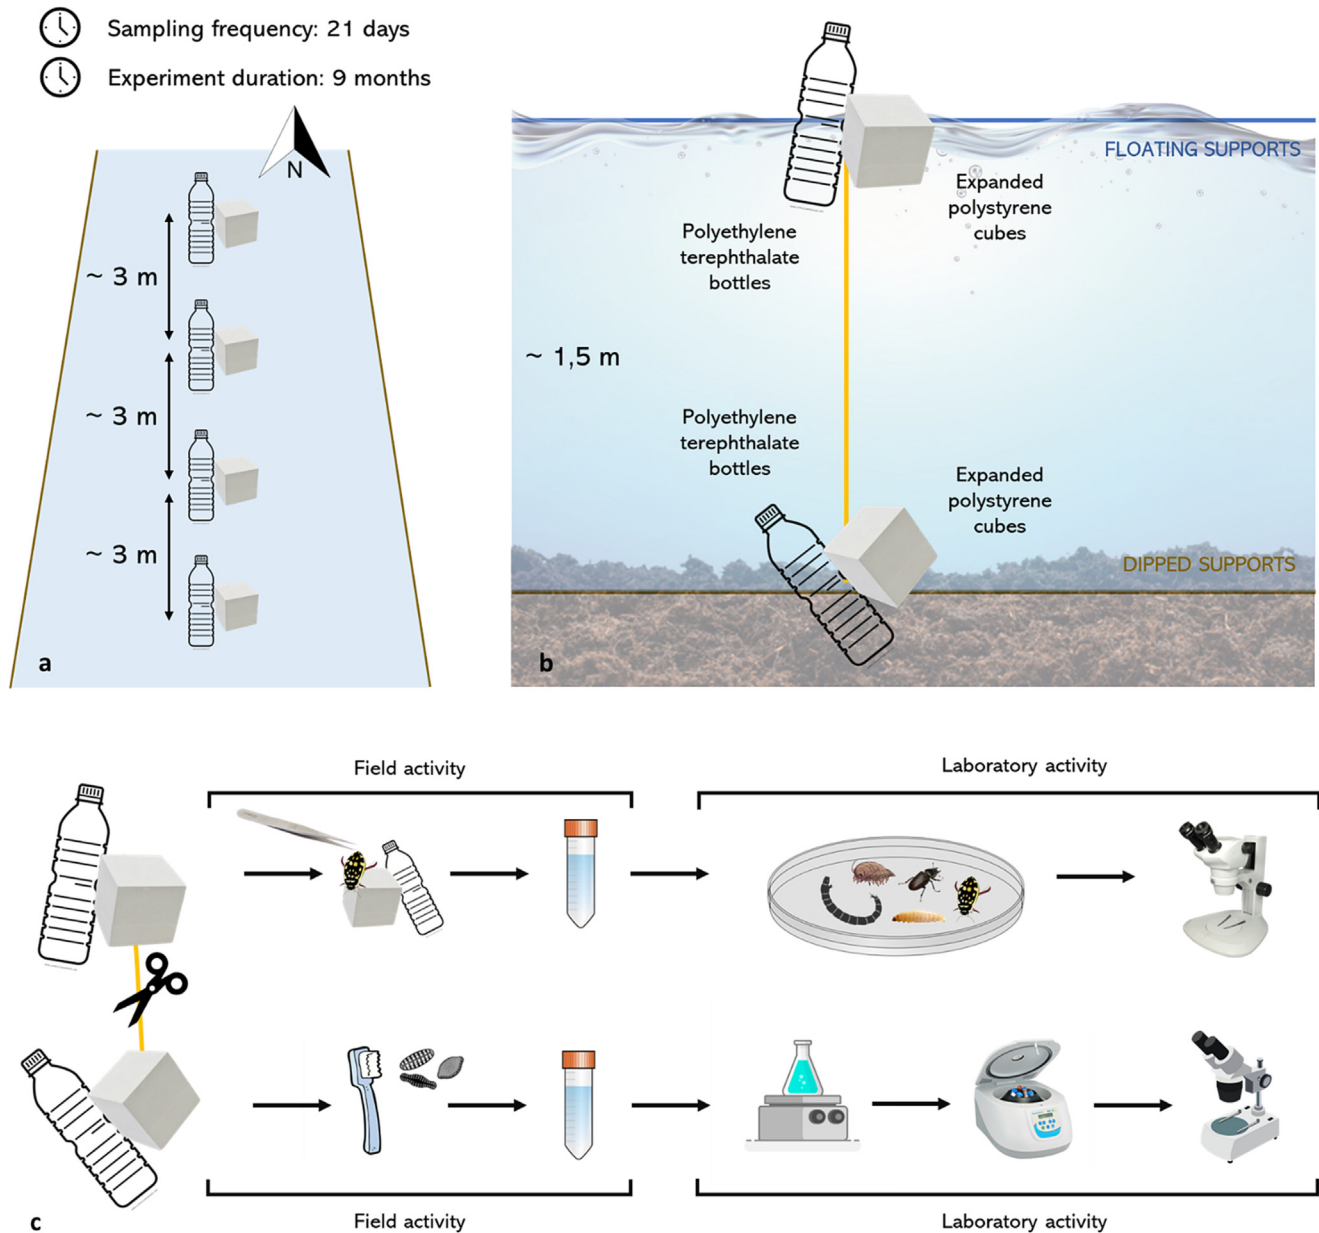 Sampling frequency: 21 days
Experiment duration: 9 months
N
~ 3 m
~ 3 m
~ 3 m
a
FLOATING SUPPORTS
Expanded
polystyrene
cubes
Polyethylene
terephthalate
bottles
~ 1,5 m
Polyethylene
terephthalate
bottles
Expanded
polystyrene
cubes
DIPPED SUPPORTS
b
Field activity
Laboratory activity
c
Field activity
Laboratory activity